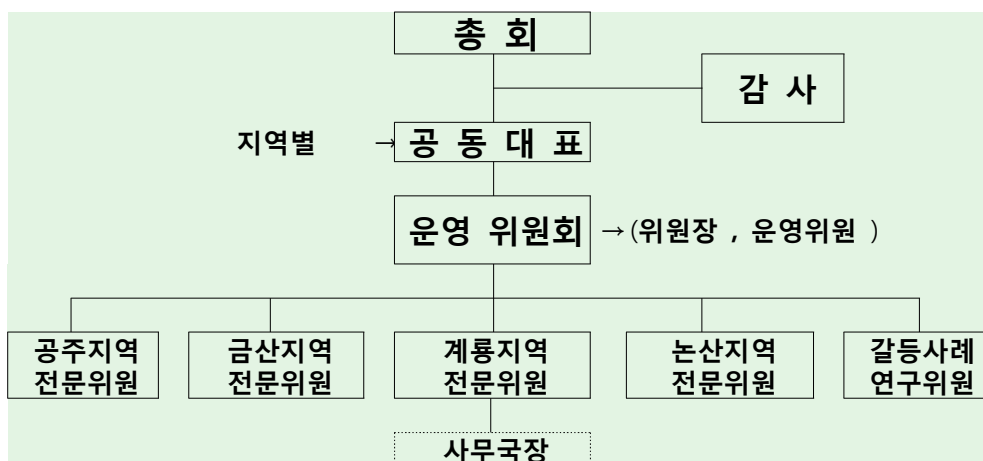 총 회
감 사
지역별 → 공 동 대 표
운영 위원회 →(위원장 , 운영위원 )
공주지역
전문위원
금산지역
전문위원
계룡지역
전문위원
논산지역
전문위원
갈등사례
연구위원
사무국장